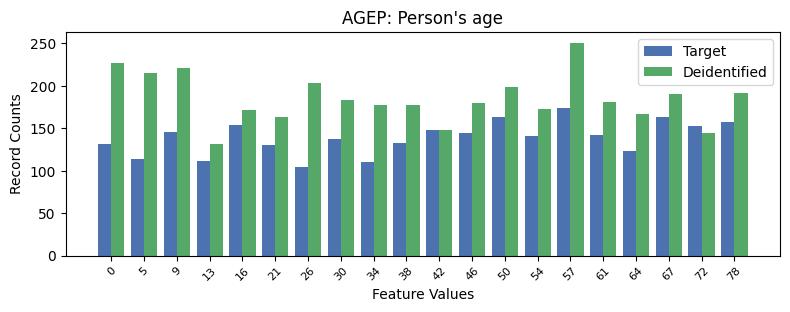 AGEP: Person's age
Record Counts
250
200
150
100
50
0
Target
Deidentified
0 5 9 13 16 21 26 30 34 38 42 46 50 54 57 61 64 67 72 78
Feature Values